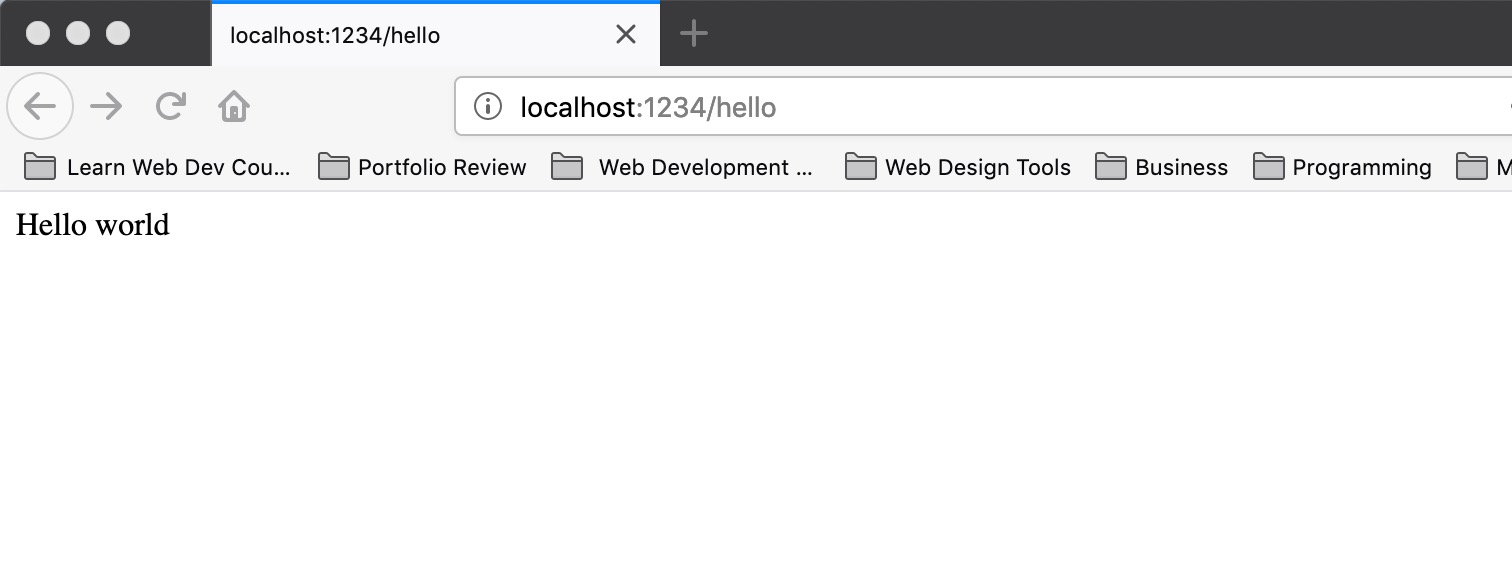 localhost:1234/hello
localhost:1234/hello
Learn Web Dev Cou... Portfolio Review Web Development ... Web Design Tools Business Programming M
Hello world